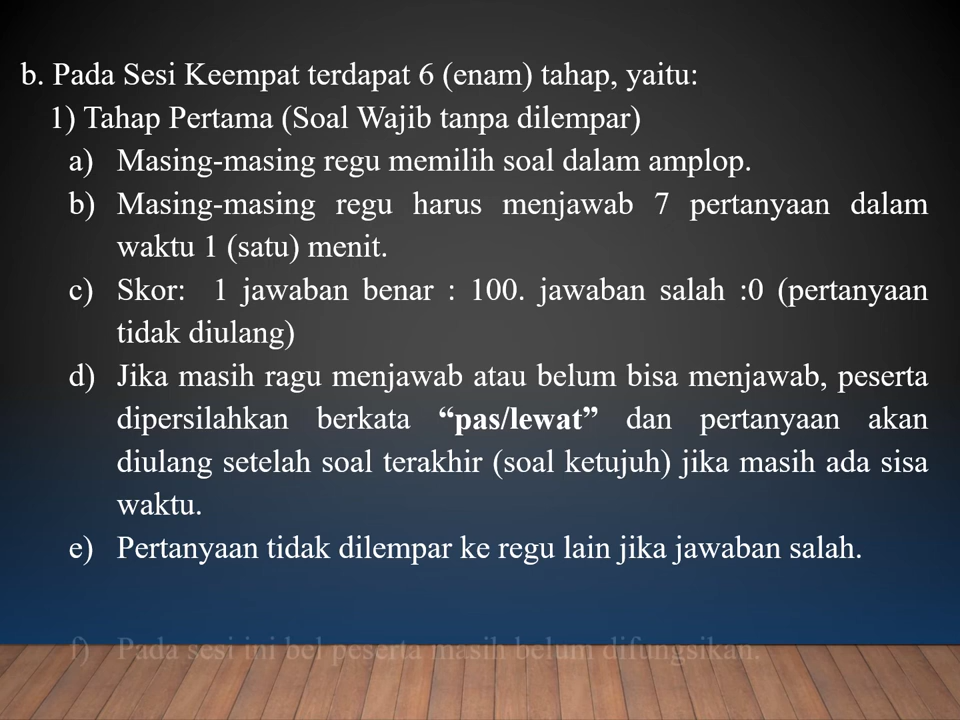 b. Pada Sesi Keempat terdapat 6 (enam) tahap, yaitu:
1) Tahap Pertama (Soal Wajib tanpa dilempar)
a) Masing-masing regu memilih soal dalam amplop.
b) Masing-masing regu harus menjawab 7 pertanyaan dalam
waktu 1 (satu) menit.
c) Skor: 1 jawaban benar : 100. jawaban salah :0 (pertanyaan
tidak diulang)
d) Jika masih ragu menjawab atau belum bisa menjawab, peserta
dipersilahkan berkata “pas/lewat” dan pertanyaan akan
diulang setelah soal terakhir (soal ketujuh) jika masih ada sisa
waktu.
e) Pertanyaan tidak dilempar ke regu lain jika jawaban salah.
f) Pada sesi ini bel peserta masih belum difungsikan.